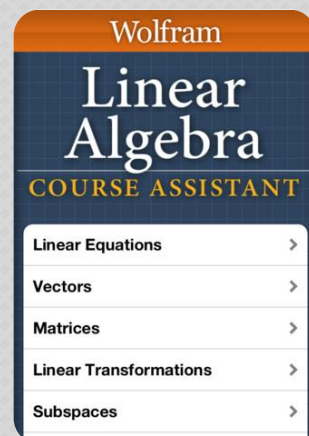 Wolfram
Linear
Algebra
COURSE ASSISTANT
Linear Equations
Vectors
Matrices
Linear Transformations
Subspaces